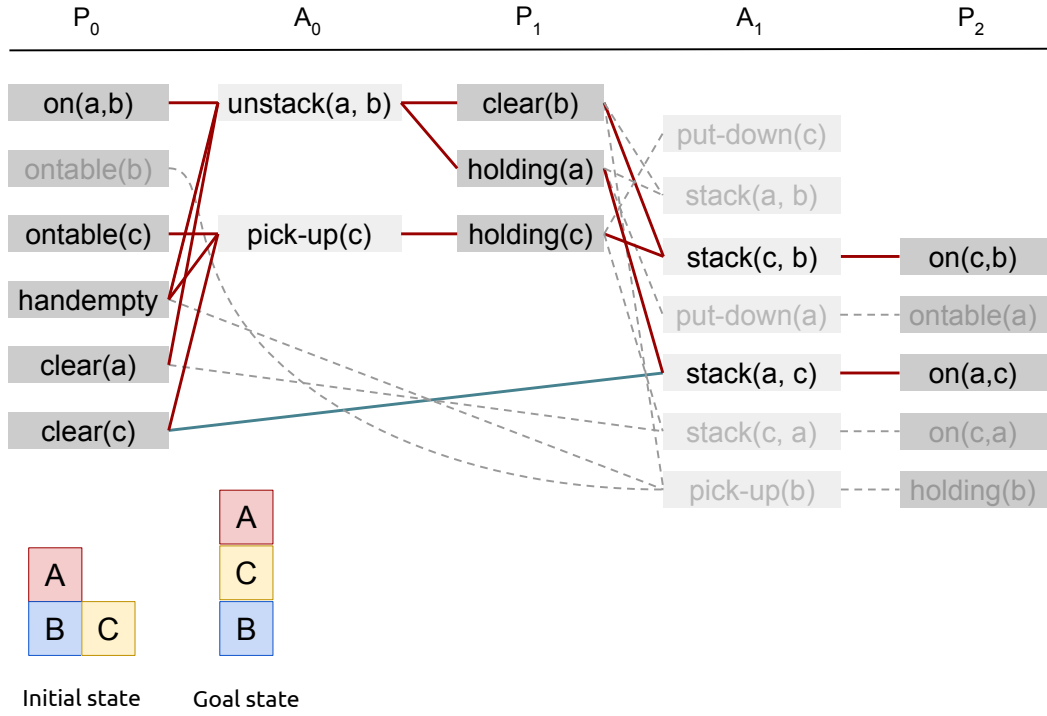 P0 A0 P1 A1 P2
on(a,b) unstack(a, b) clear(b)
put-down(c)
ontable(b) holding(a)
stack(a, b)
ontable(c) pick-up(c) holding(c)
stack(c, b) on(c,b)
handempty
put-down(a) ontable(a)
clear(a)
stack(a, c) on(a,c)
clear(c)
stack(c, a) on(c,a)
pick-up(b) holding(b)
A
A
C
B C
B
Initial state Goal state